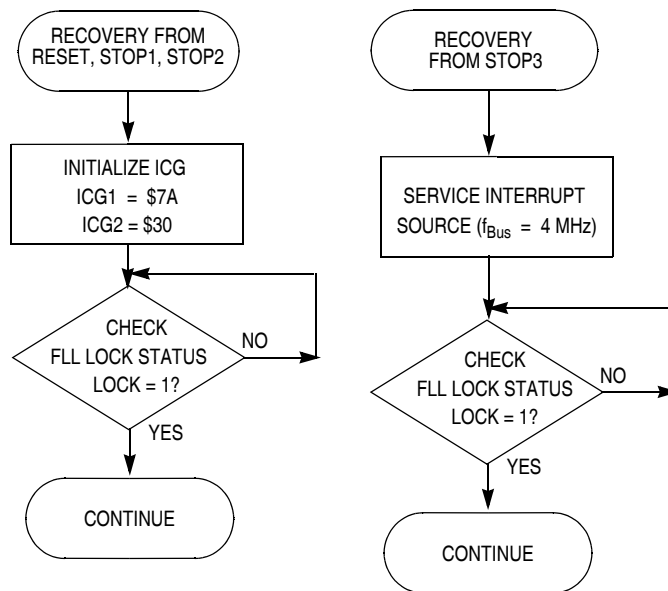 RECOVERY FROM
RESET, STOP1, STOP2
INITIALIZE ICG
ICG1 = $7A
ICG2 = $30
CHECK
FLL LOCK STATUS
LOCK = 1?
NO
YES
CONTINUE
RECOVERY
FROM STOP3
SERVICE INTERRUPT
SOURCE (fBus = 4 MHz)
CHECK
FLL LOCK STATUS
LOCK = 1?
NO
YES
CONTINUE